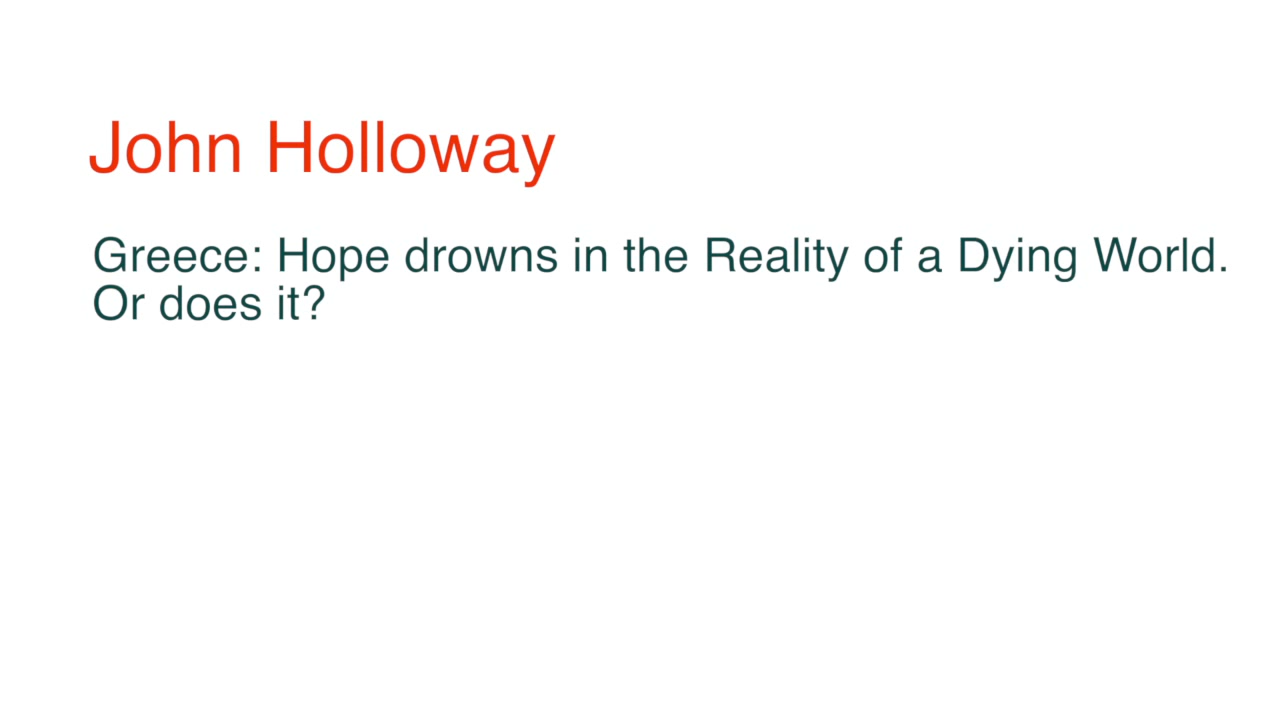 John Holloway
Greece: Hope drowns in the Reality of a Dying World.
Or does it?